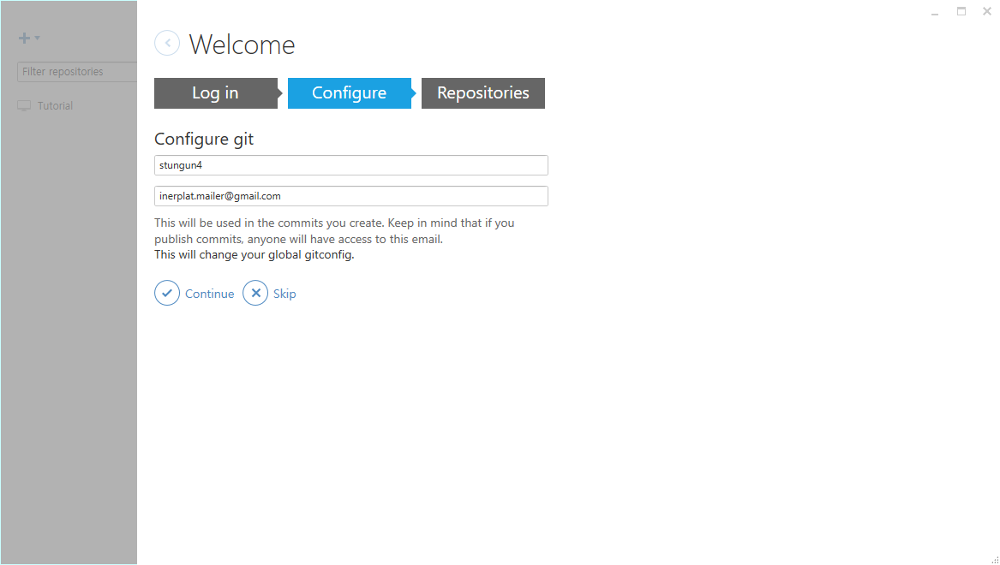 Welcome
Filter repositories
Tutorial
Log in
Configure
Repositories
Configure git
stungun4
inerplat.mailer@gmail.com
This will be used in the commits you create. Keep in mind that if you
publish commits, anyone will have access to this email.
This will change your global gitconfig.
Continue
Skip